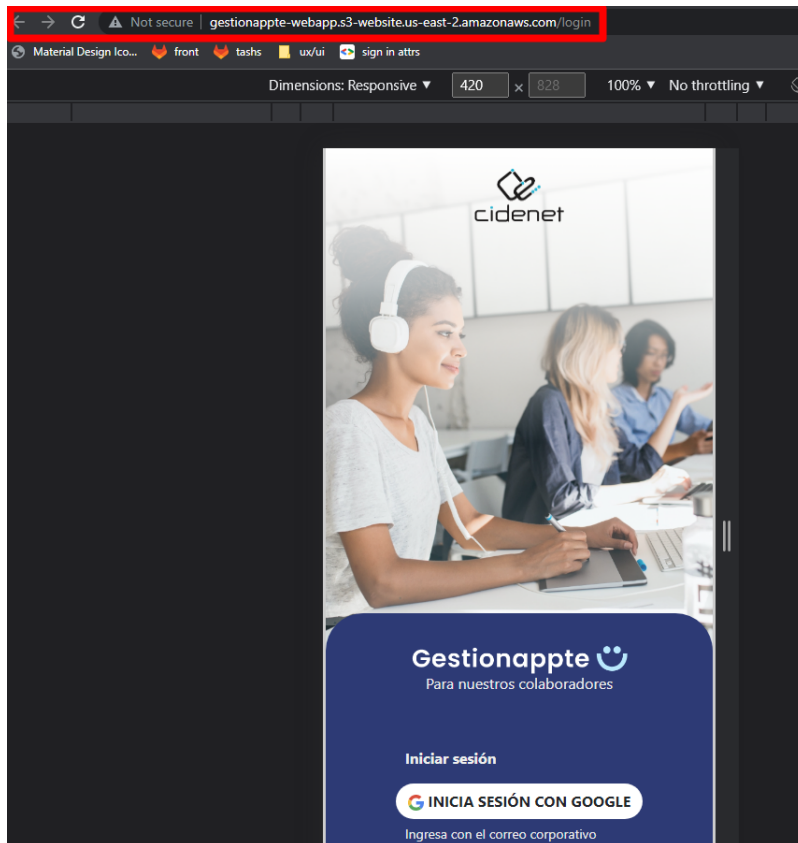 Not secure | gestionappte-webapp.s3-website.us-east-2.amazonaws.com/login
Material Design Ico... front tashs ux/ui sign in attrs
Dimensions: Responsive ▼ 420 × 828 100% ▼ No throttling ▼
cidenet
Gestionappte
Para nuestros colaboradores
Iniciar sesión
INICIA SESIÓN CON GOOGLE
Ingresa con el correo corporativo